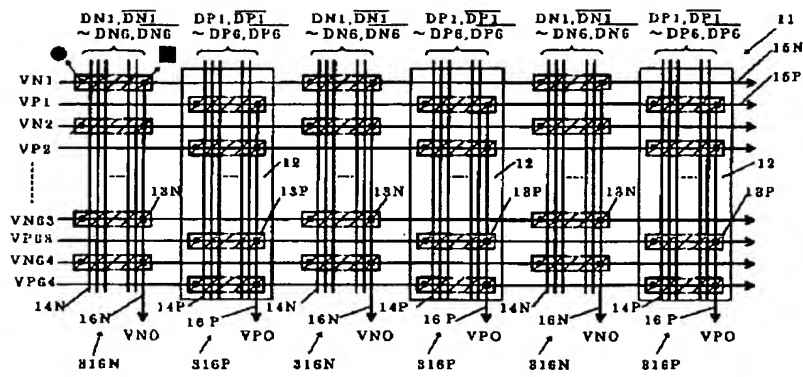 DN1,DN1 DP1,DP1 DN1,DN1 DP1,DP1 DN1,DN1 DP1,DP1
~DN6,DN6 ~DP6,DP6 ~DN6,DN6 ~DP6,DP6 ~DN6,DN6 ~DP6,DP6
11
15N
VN1
15P
VP1
VN2
VP2
12 12 12
13N 13P 13N 13P 13N 13P
VN63
VP63
VN64
VP64
14N 16N 14P 16P 14N 16N 14P 16P 14N 16N 14P 16P
VNO VPO VNO VPO VNO VPO
316N 316P 316N 316P 316N 316P